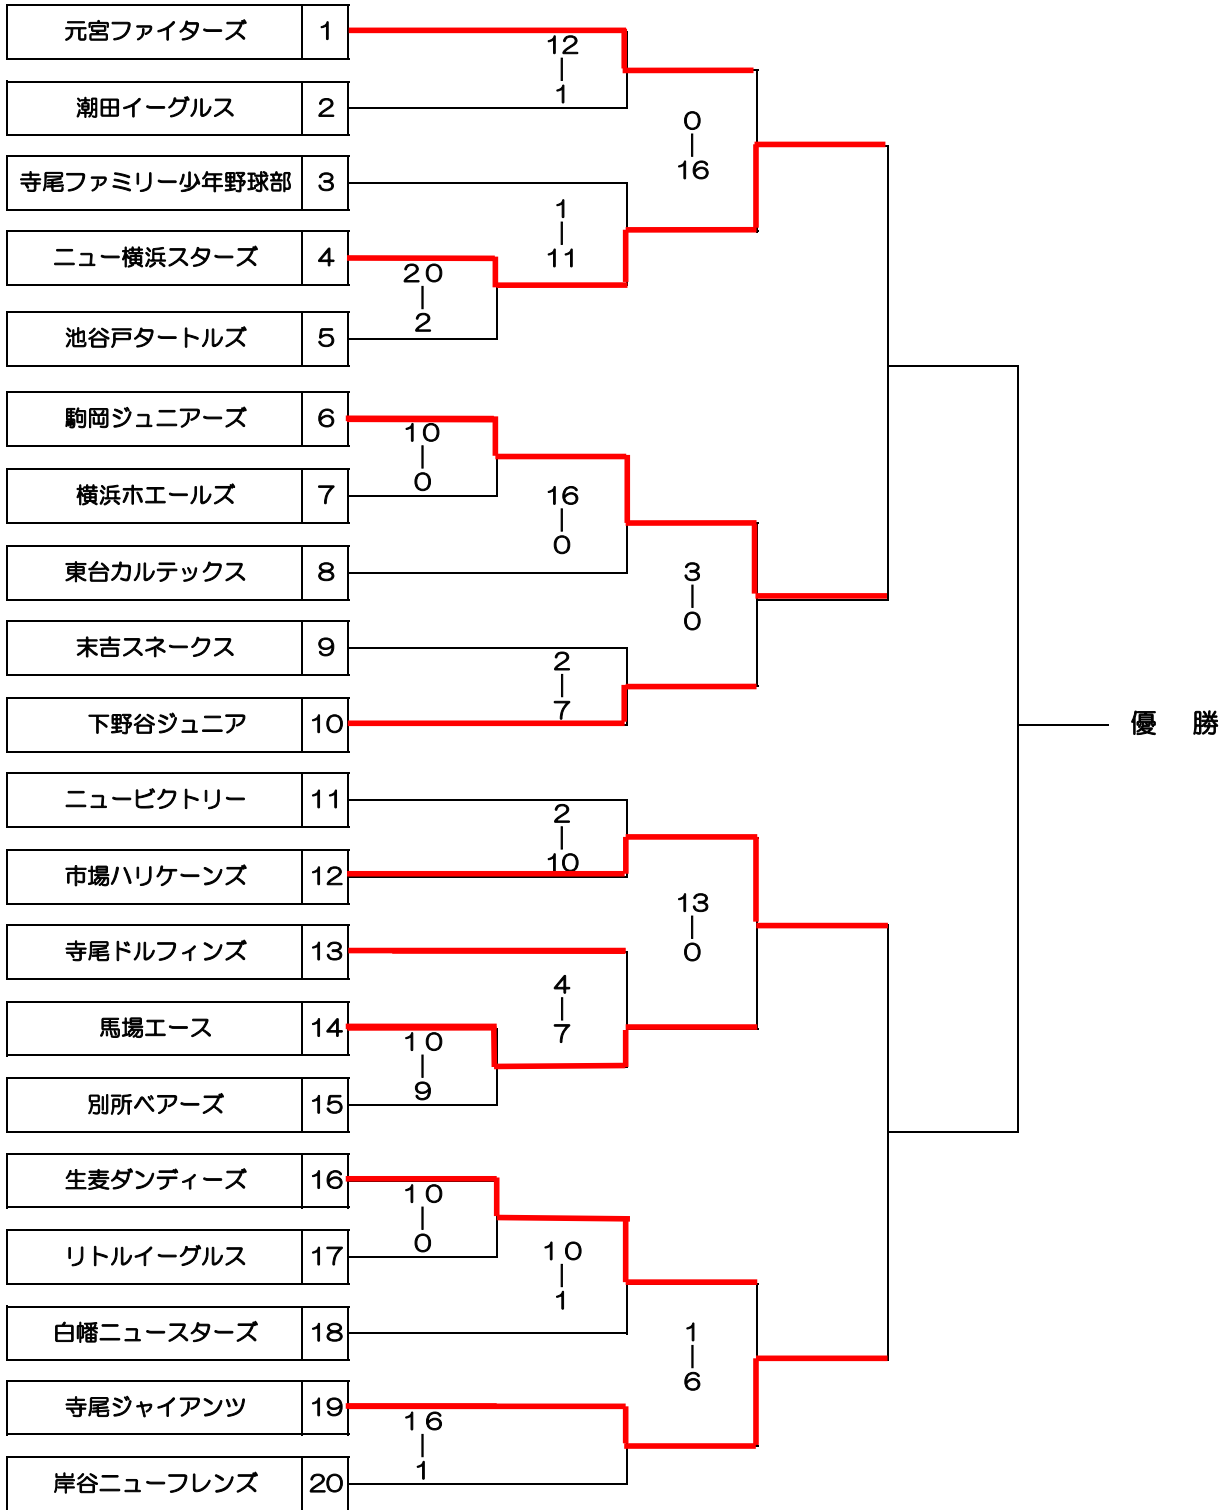 元宮ファイターズ 1
12
|
1
潮田イーグルス 2
0
|
16
寺尾ファミリー少年野球部 3
1
|
11
ニュー横浜スターズ 4
20
|
2
池谷戸タートルズ 5
駒岡ジュニアーズ 6
10
|
0
横浜ホエールズ 7
16
|
0
東台カルテックス 8
3
|
0
末吉スネークス 9
2
|
7
下野谷ジュニア 10
優 勝
ニュービクトリー 11
2
|
10
市場ハリケーンズ 12
13
|
0
寺尾ドルフィンズ 13
4
|
7
馬場エース 14
10
|
9
別所ベアーズ 15
生麦ダンディーズ 16
10
|
0
リトルイーグルス 17
10
|
1
白幡ニュースターズ 18
1
|
6
寺尾ジャイアンツ 19
16
|
1
岸谷ニューフレンズ 20